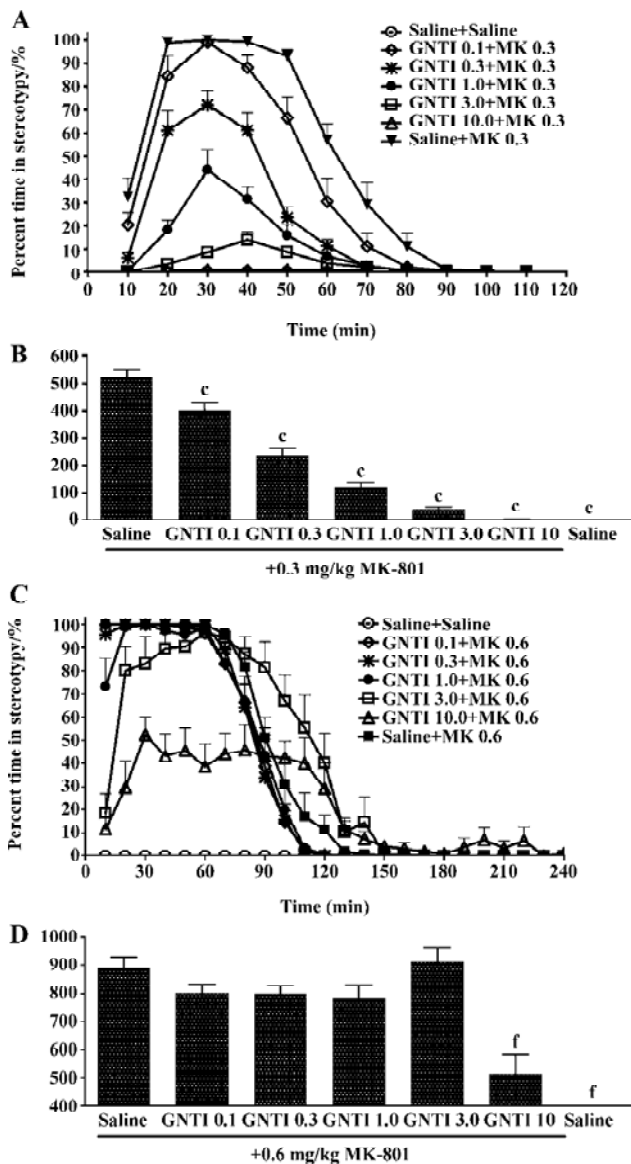 A
Percent time in stereotypy/%
100
90
80
70
60
50
40
30
20
10
0
Saline+Saline
GNTI 0.1+MK 0.3
GNTI 0.3+MK 0.3
GNTI 1.0+MK 0.3
GNTI 3.0+MK 0.3
GNTI 10.0+MK 0.3
Saline+MK 0.3
0 10 20 30 40 50 60 70 80 90 100 110 120
Time (min)
B
600
500
400
300
200
100
0
c c c c c c
Saline GNTI 0.1 GNTI 0.3 GNTI 1.0 GNTI 3.0 GNTI 10 Saline
+0.3 mg/kg MK-801
C
Percent time in stereotypy/%
100
90
80
70
60
50
40
30
20
10
0
Saline+Saline
GNTI 0.1+MK 0.6
GNTI 0.3+MK 0.6
GNTI 1.0+MK 0.6
GNTI 3.0+MK 0.6
GNTI 10.0+MK 0.6
Saline+MK 0.6
0 30 60 90 120 150 180 210 240
Time (min)
D
1000
900
800
700
600
500
400
f f
Saline GNTI 0.1 GNTI 0.3 GNTI 1.0 GNTI 3.0 GNTI 10 Saline
+0.6 mg/kg MK-801